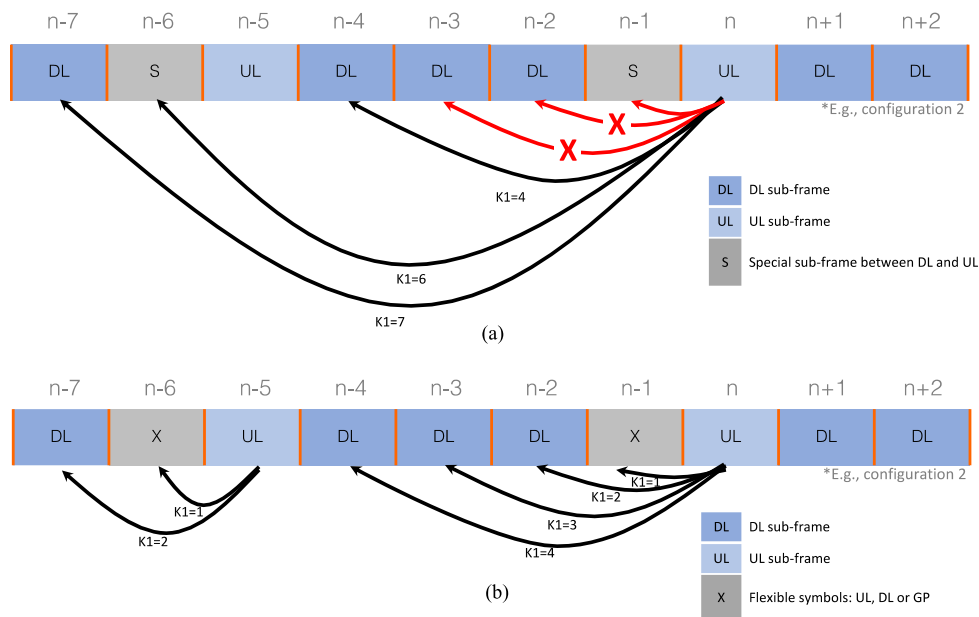 n-7 n-6 n-5 n-4 n-3 n-2 n-1 n n+1 n+2
DL S UL DL DL DL S UL DL DL
*E.g., configuration 2
X
X
K1=4
DL DL sub-frame
UL UL sub-frame
S Special sub-frame between DL and UL
K1=6
K1=7
(a)
n-7 n-6 n-5 n-4 n-3 n-2 n-1 n n+1 n+2
DL X UL DL DL DL X UL DL DL
*E.g., configuration 2
K1=1
K1=2
K1=1
K1=3
K1=2
K1=4
DL DL sub-frame
UL UL sub-frame
X Flexible symbols: UL, DL or GP
(b)